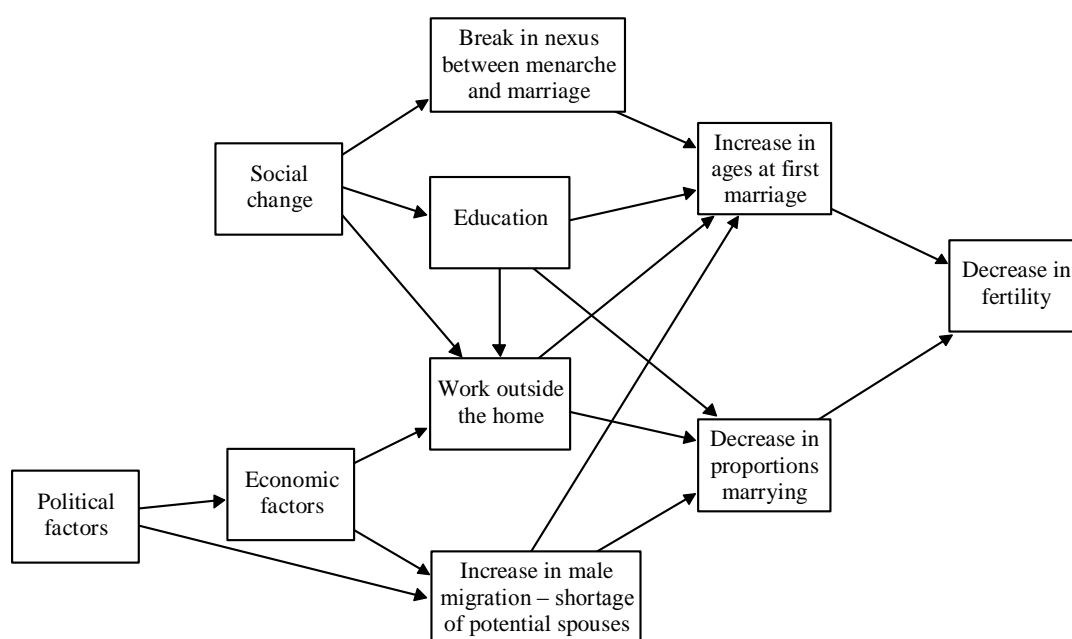 Break in nexus
between menarche
and marriage
Increase in
ages at first
marriage
Social
change
Education
Decrease in
fertility
Work outside
the home
Decrease in
proportions
marrying
Economic
factors
Political
factors
Increase in male
migration – shortage
of potential spouses